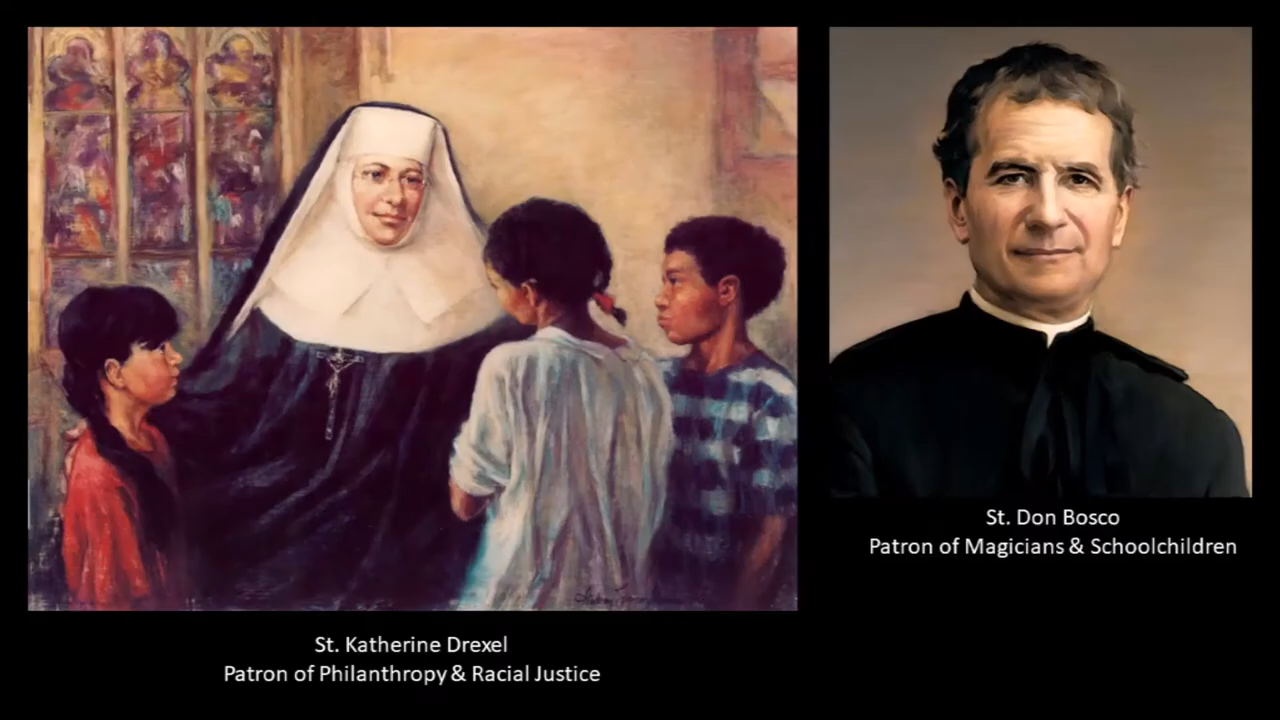 St. Katherine Drexel
Patron of Philanthropy & Racial Justice
St. Don Bosco
Patron of Magicians & Schoolchildren